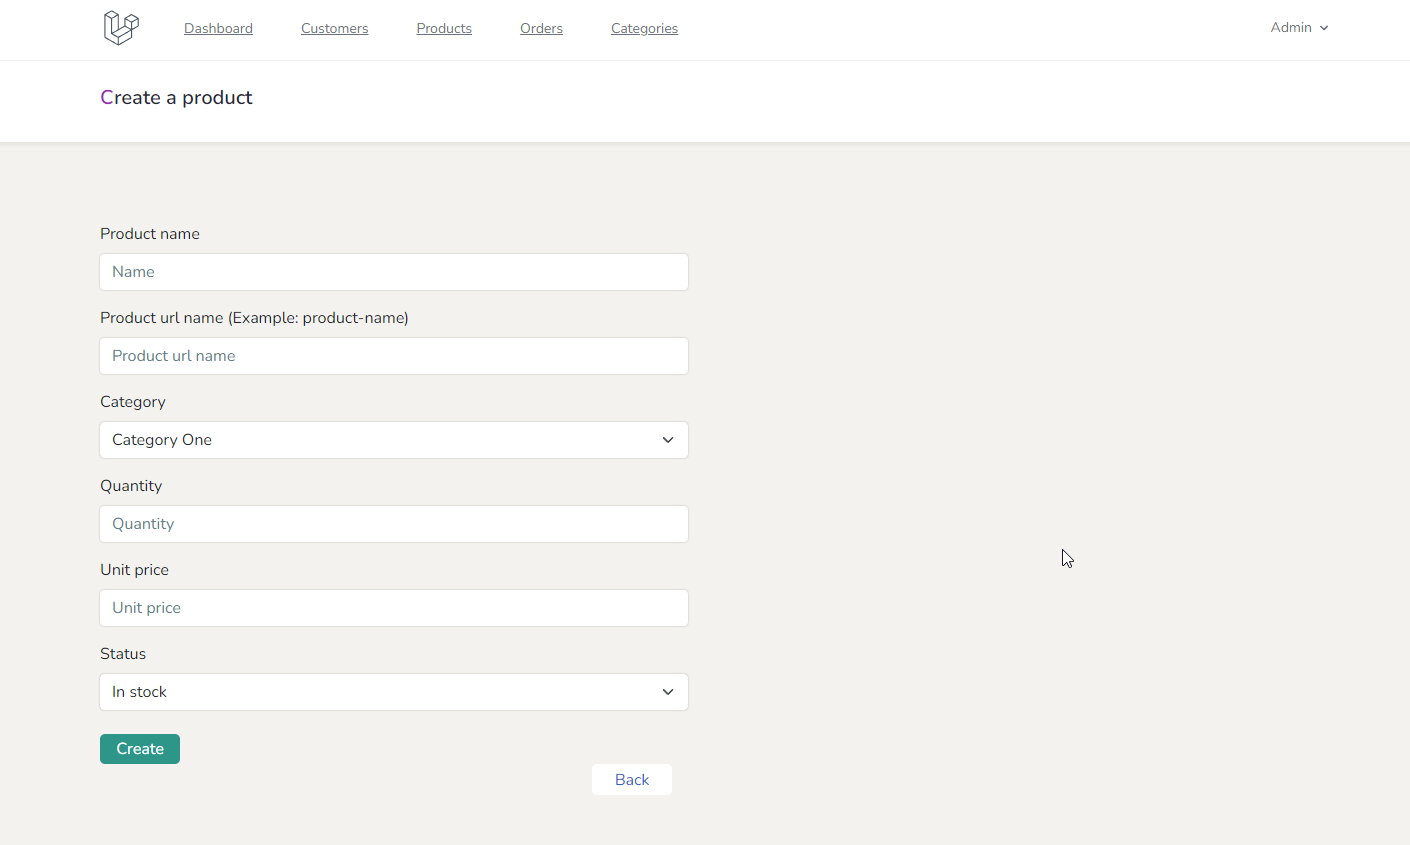 Dashboard Customers Products Orders Categories Admin
Create a product
Product name
Name
Product url name (Example: product-name)
Product url name
Category
Category One
Quantity
Quantity
Unit price
Unit price
Status
In stock
Create
Back